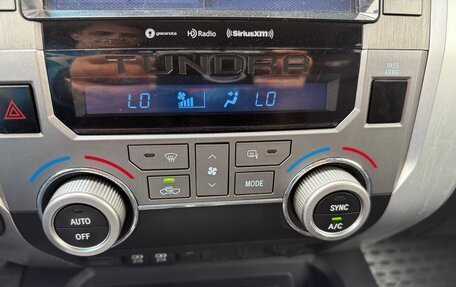 gracenote HD Radio SiriusXM
TUNDRA
LO LO
PASS
AUTO
OFF
MODE
SYNC
A/C